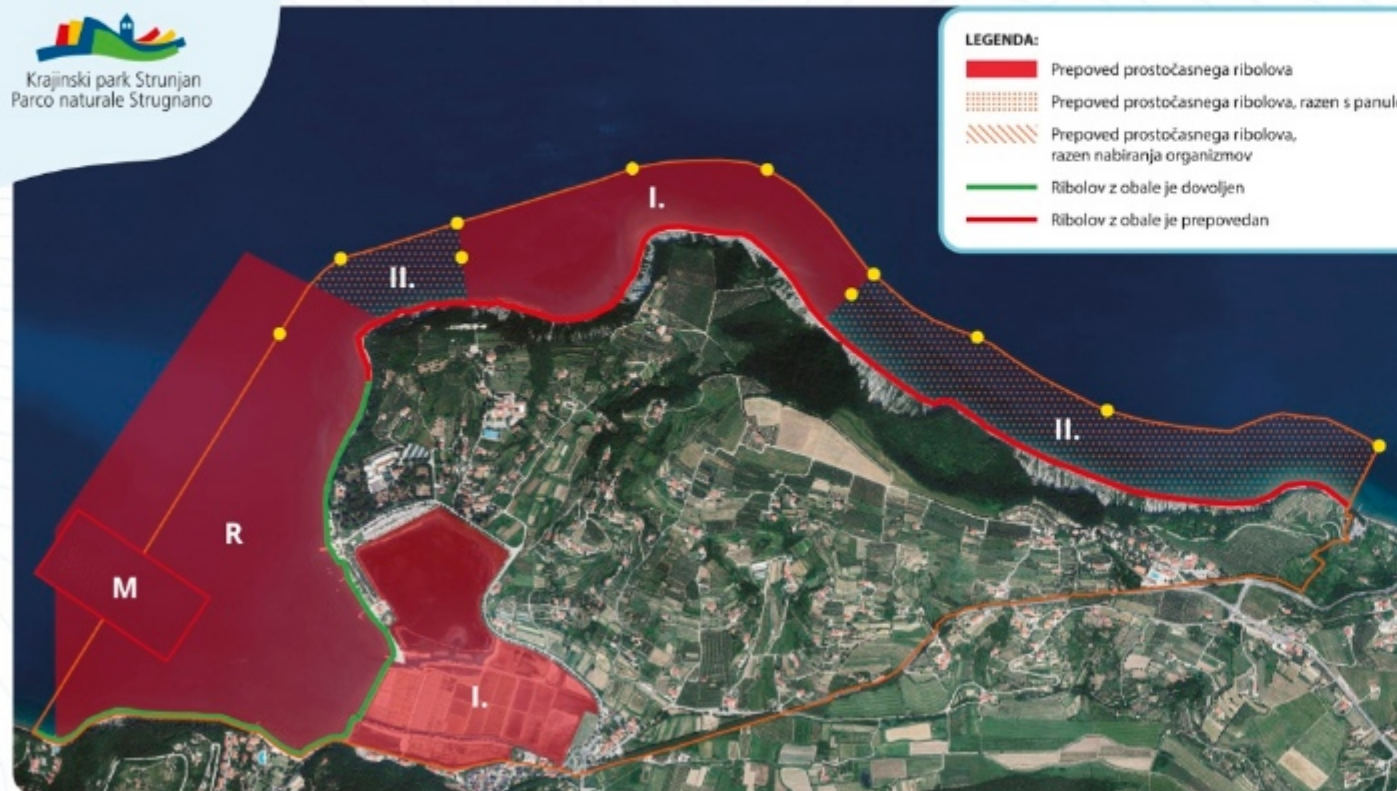 Krajinski park Strunjan
Parco naturale Strugnano
LEGENDA:
Prepoved prostočasnega ribolova
Prepoved prostočasnega ribolova, razen s
Prepoved prostočasnega ribolova,
razen nabiranja organizmov
Ribolov z obale je dovoljen
Ribolov z obale je prepovedan
I.
II.
II.
R
M
I.